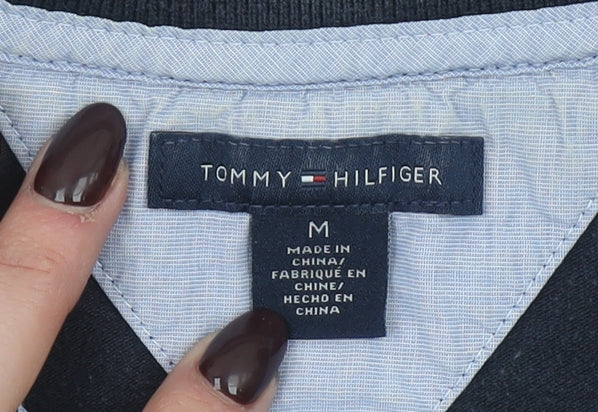 TOMMY HILFIGER
M
MADE IN
CHINA/
FABRIQUÉ EN
CHINE/
HECHO EN
CHINA